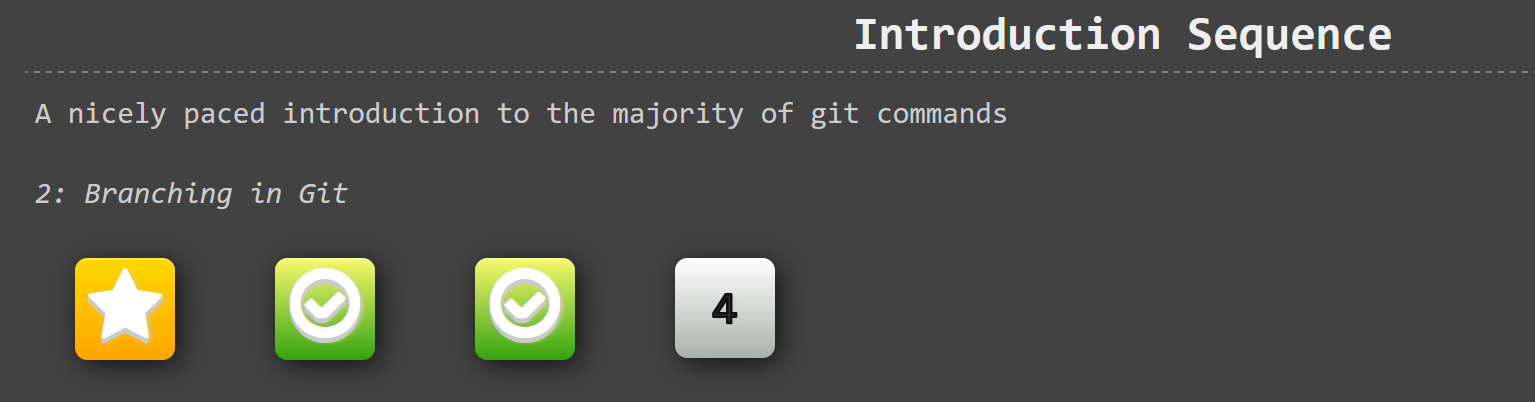 Introduction Sequence
A nicely paced introduction to the majority of git commands
2: Branching in Git
4